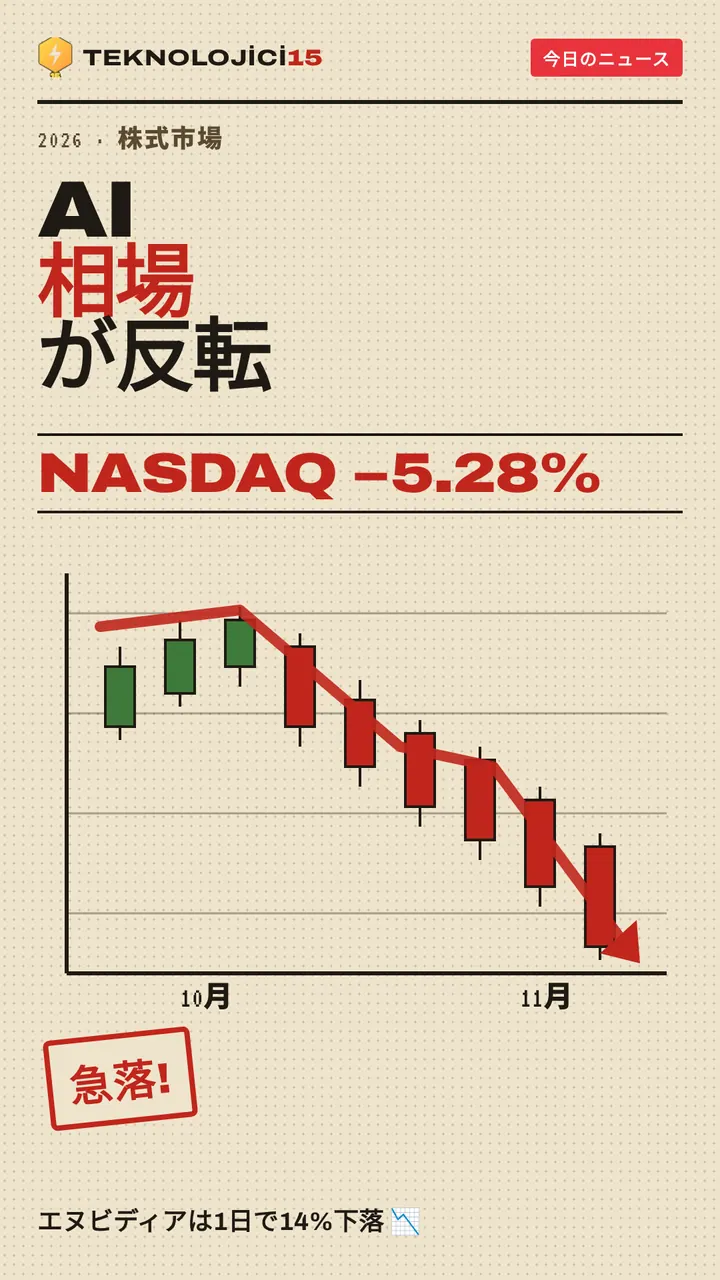 TEKNOLOJİCİ15
今日のニュース
2026 · 株式市場
AI
相場
が反転
NASDAQ −5.28%
10月
11月
急落!
エヌビディアは1日で14%下落 📉